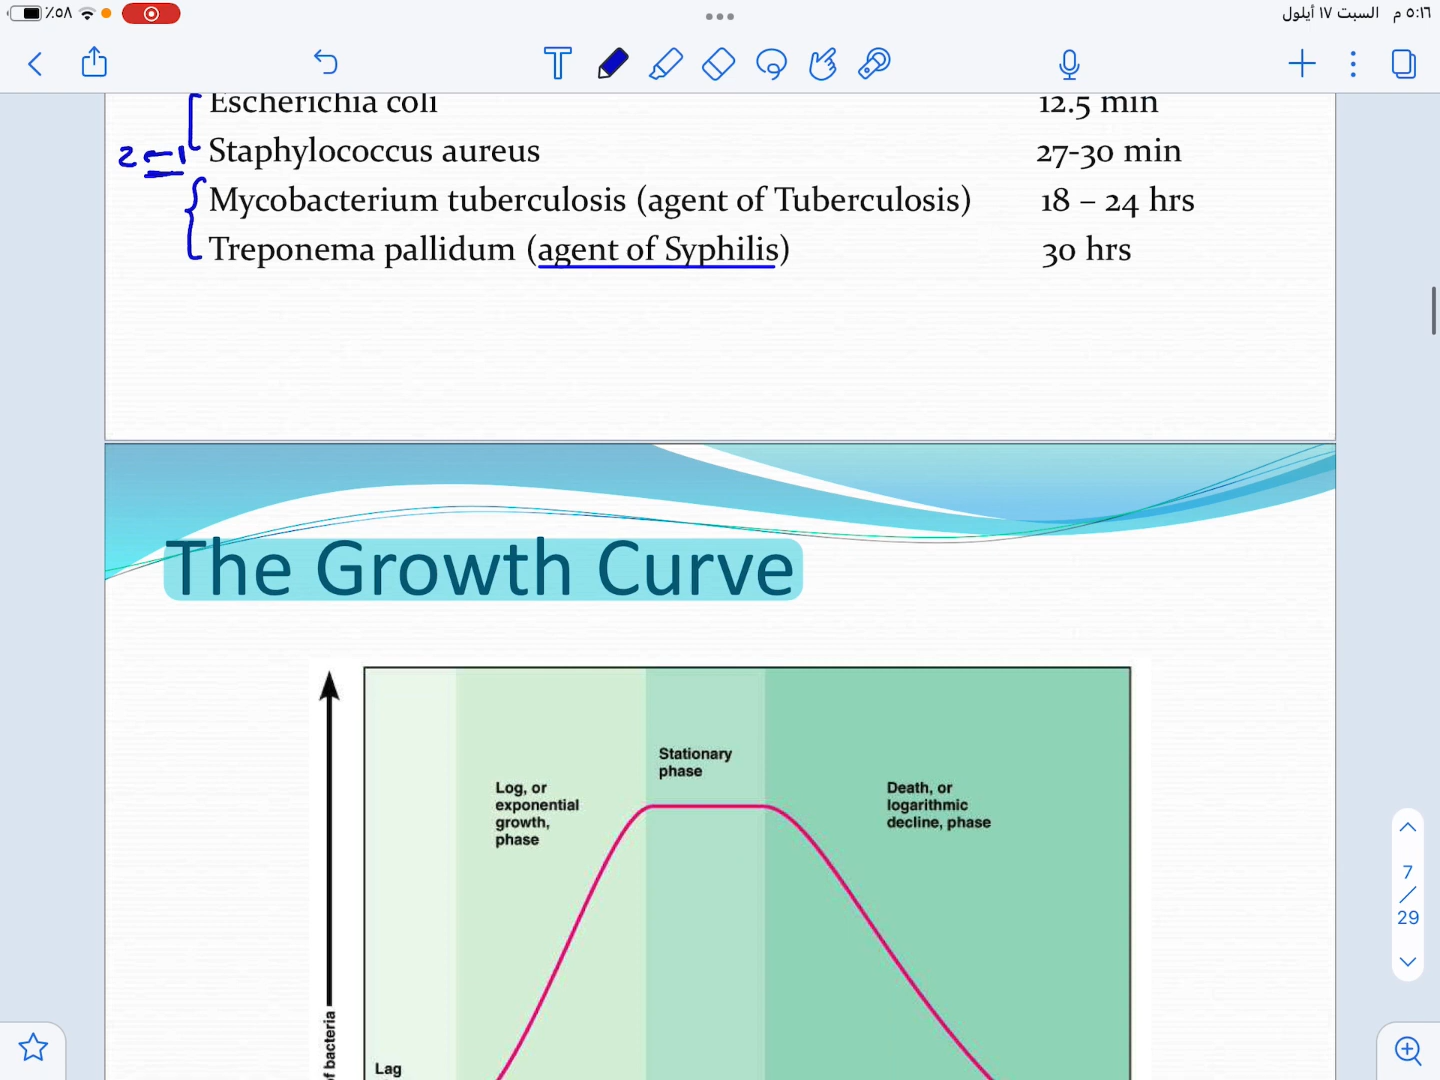 ٪٥٨
٥:١٦ م السبت ١٧ أيلول
Escherichia coli 12.5 min
2 - 1
Staphylococcus aureus 27-30 min
Mycobacterium tuberculosis (agent of Tuberculosis) 18 – 24 hrs
Treponema pallidum (agent of Syphilis) 30 hrs
The Growth Curve
Stationary
phase
Log, or
exponential
growth,
phase
Death, or
logarithmic
decline, phase
of bacteria
Lag
7
/
29